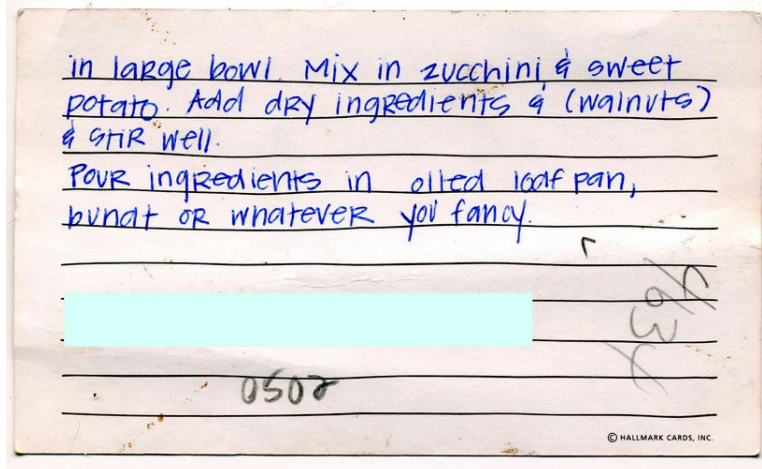 in large bowl. Mix in zucchini & sweet
potato. Add dry ingredients & (walnuts)
& stir well.
Pour ingredients in oiled loaf pan,
bundt or whatever you fancy.
0502
© HALLMARK CARDS, INC.